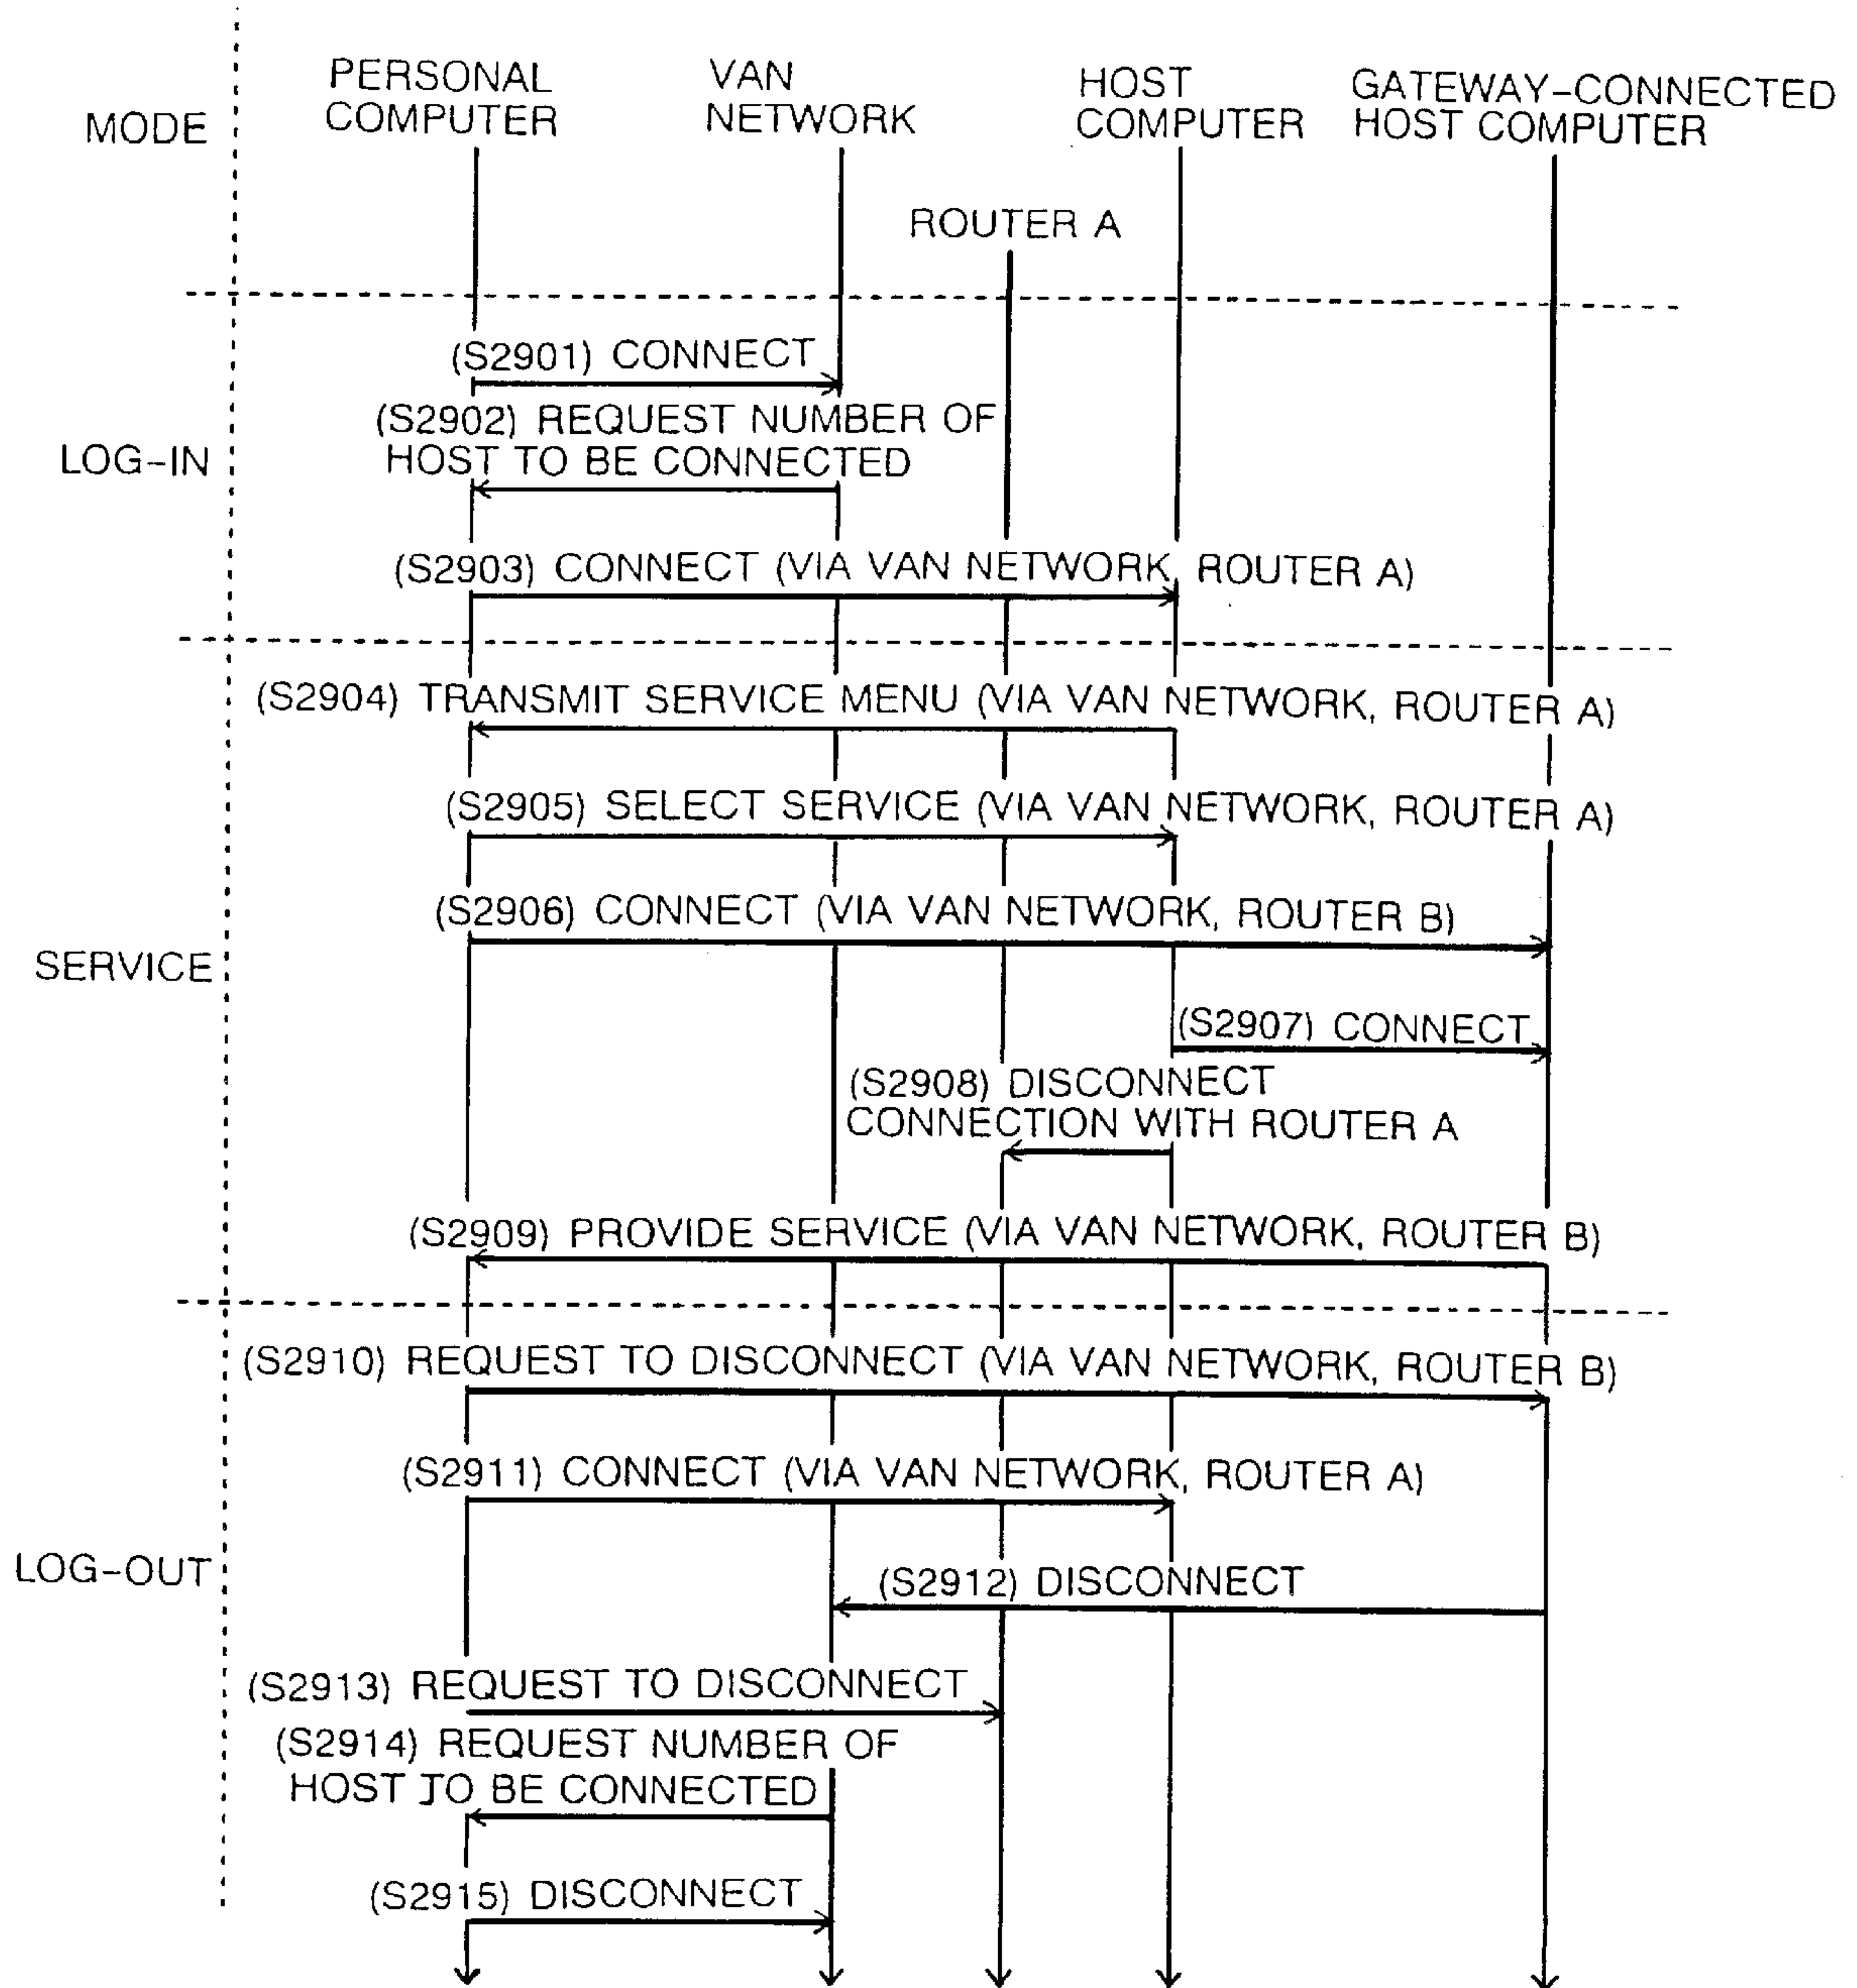 MODE
PERSONAL
COMPUTER
VAN
NETWORK
HOST
COMPUTER
GATEWAY-CONNECTED
HOST COMPUTER
ROUTER A
LOG-IN
(S2901) CONNECT
(S2902) REQUEST NUMBER OF
HOST TO BE CONNECTED
(S2903) CONNECT (VIA VAN NETWORK, ROUTER A)
SERVICE
(S2904) TRANSMIT SERVICE MENU (VIA VAN NETWORK, ROUTER A)
(S2905) SELECT SERVICE (VIA VAN NETWORK, ROUTER A)
(S2906) CONNECT (VIA VAN NETWORK, ROUTER B)
(S2907) CONNECT
(S2908) DISCONNECT
CONNECTION WITH ROUTER A
(S2909) PROVIDE SERVICE (VIA VAN NETWORK, ROUTER B)
LOG-OUT
(S2910) REQUEST TO DISCONNECT (VIA VAN NETWORK, ROUTER B)
(S2911) CONNECT (VIA VAN NETWORK, ROUTER A)
(S2912) DISCONNECT
(S2913) REQUEST TO DISCONNECT
(S2914) REQUEST NUMBER OF
HOST TO BE CONNECTED
(S2915) DISCONNECT